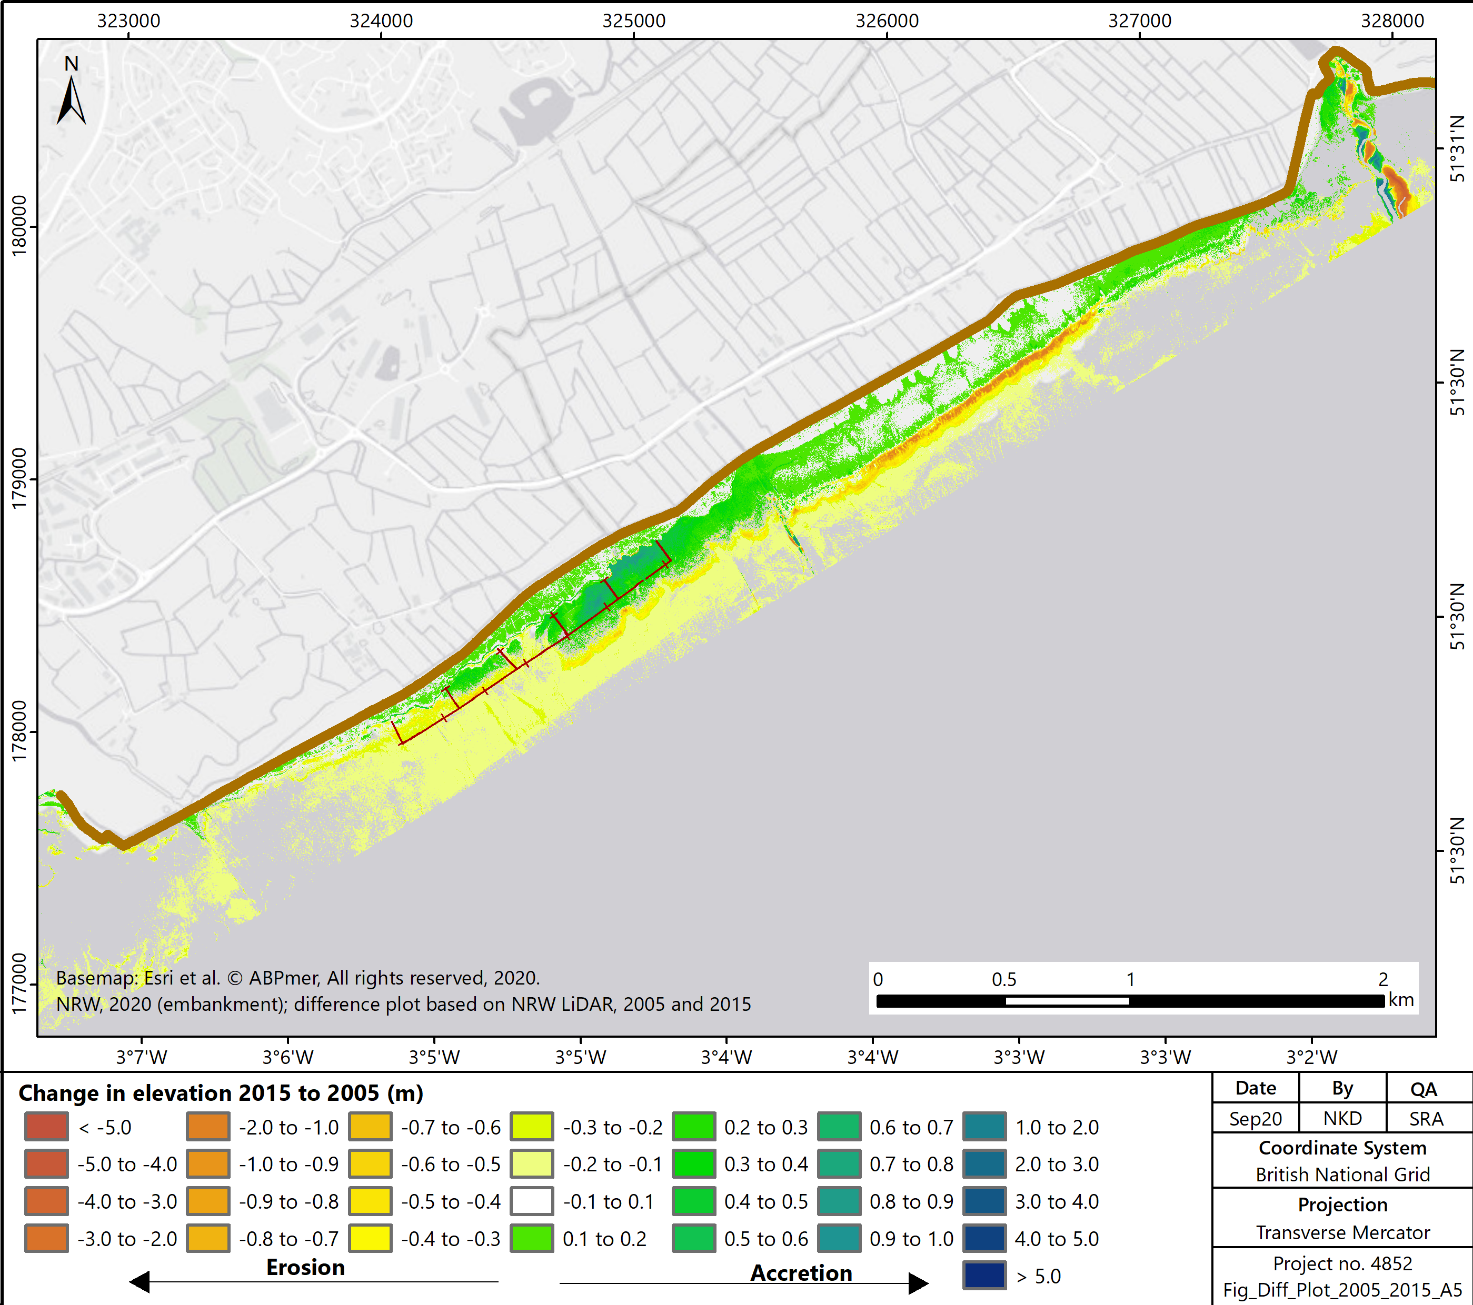 323000 324000 325000 326000 327000 328000
N
180000
179000
178000
177000
51°31'N
51°30'N
51°30'N
51°30'N
Basemap: Esri et al. © ABPmer, All rights reserved, 2020.
NRW, 2020 (embankment); difference plot based on NRW LiDAR, 2005 and 2015
0 0.5 1 2
km
3°7'W 3°6'W 3°5'W 3°5'W 3°4'W 3°4'W 3°3'W 3°3'W 3°2'W
Change in elevation 2015 to 2005 (m)
< -5.0 -2.0 to -1.0 -0.7 to -0.6 -0.3 to -0.2 0.2 to 0.3 0.6 to 0.7 1.0 to 2.0
-5.0 to -4.0 -1.0 to -0.9 -0.6 to -0.5 -0.2 to -0.1 0.3 to 0.4 0.7 to 0.8 2.0 to 3.0
-4.0 to -3.0 -0.9 to -0.8 -0.5 to -0.4 -0.1 to 0.1 0.4 to 0.5 0.8 to 0.9 3.0 to 4.0
-3.0 to -2.0 -0.8 to -0.7 -0.4 to -0.3 0.1 to 0.2 0.5 to 0.6 0.9 to 1.0 4.0 to 5.0
Erosion Accretion > 5.0
Date By QA
Sep20 NKD SRA
Coordinate System
British National Grid
Projection
Transverse Mercator
Project no. 4852
Fig_Diff_Plot_2005_2015_A5